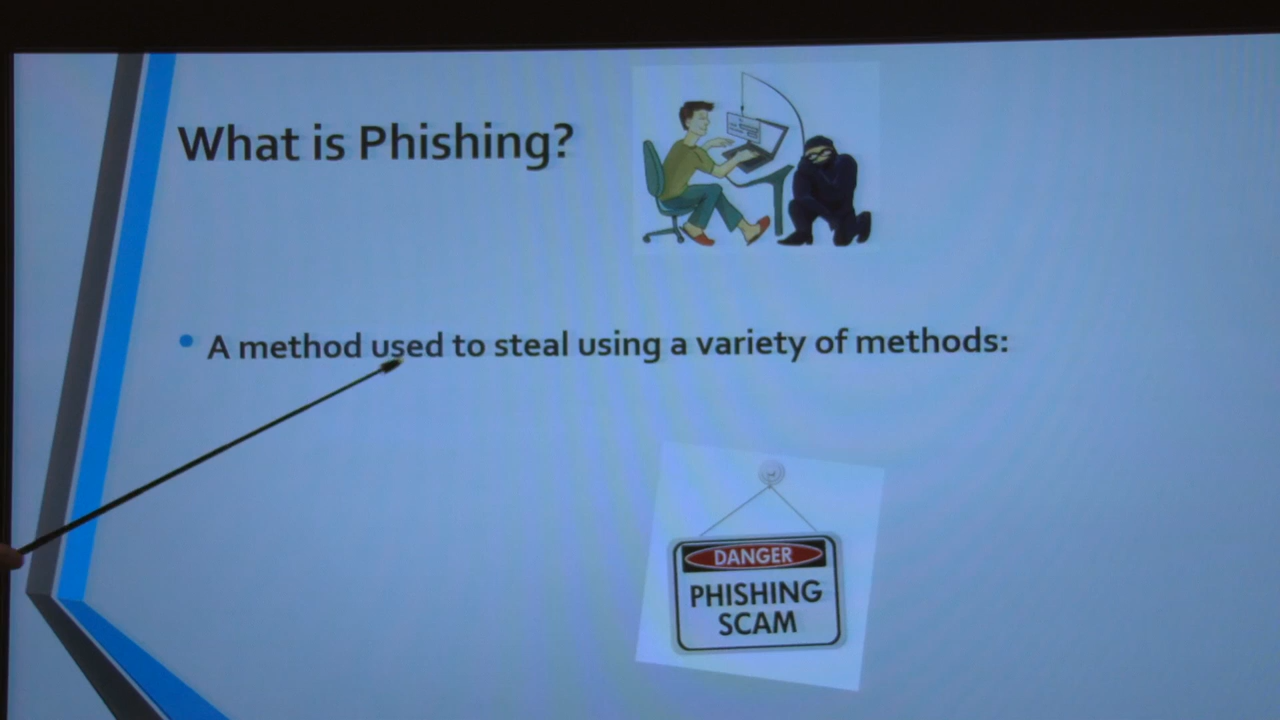 What is Phishing?
A method used to steal using a variety of methods:
DANGER
PHISHING
SCAM